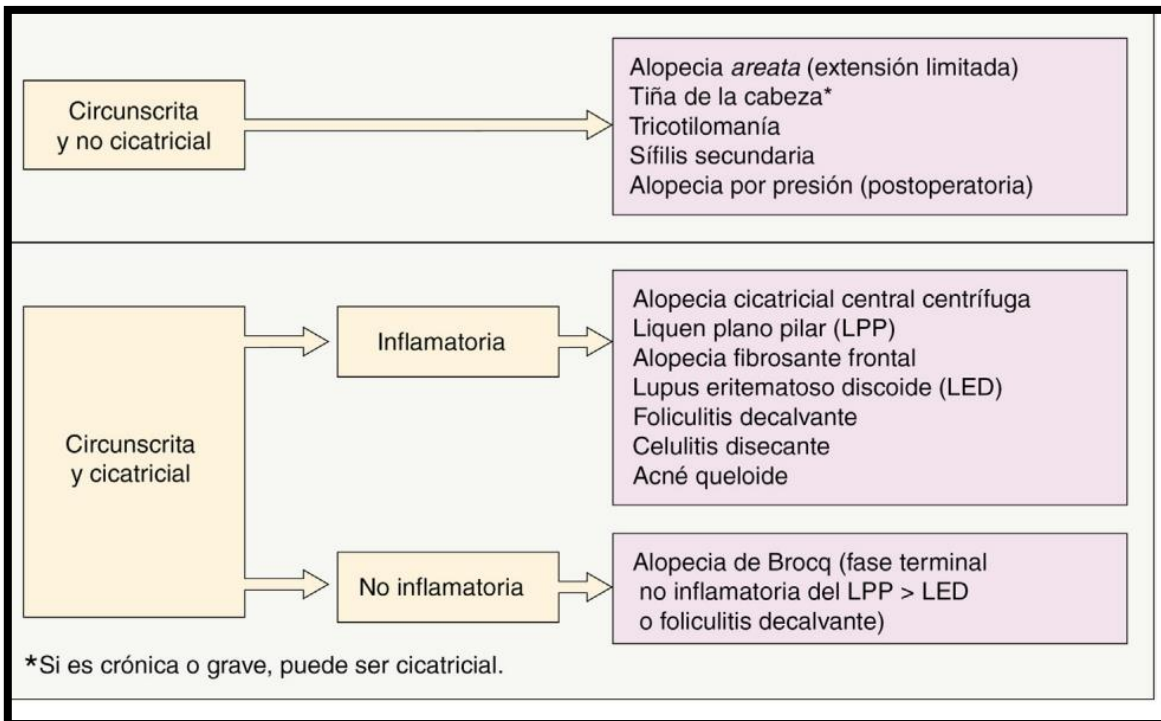 Circunscrita
y no cicatricial
Alopecia areata (extensión limitada)
Tiña de la cabeza*
Tricotilomanía
Sífilis secundaria
Alopecia por presión (postoperatoria)
Circunscrita
y cicatricial
Inflamatoria
Alopecia cicatricial central centrífuga
Liquen plano pilar (LPP)
Alopecia fibrosante frontal
Lupus eritematoso discoide (LED)
Foliculitis decalvante
Celulitis disecante
Acné queloide
No inflamatoria
Alopecia de Brocq (fase terminal
no inflamatoria del LPP > LED
o foliculitis decalvante)
*Si es crónica o grave, puede ser cicatricial.